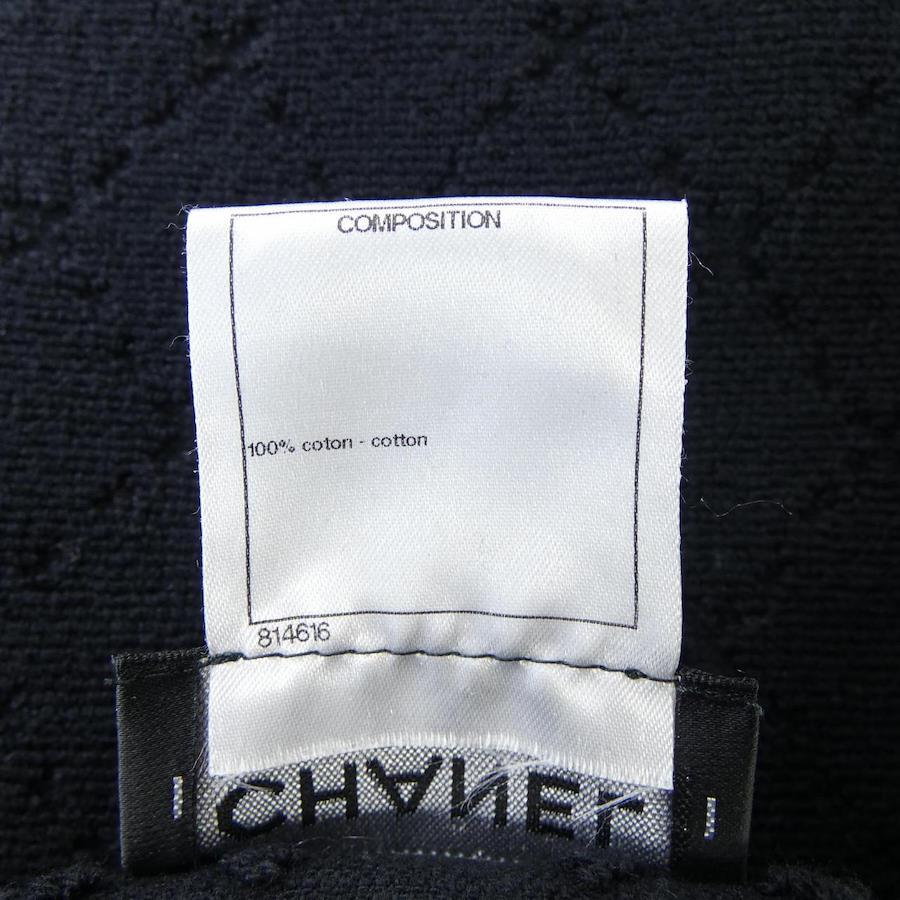 COMPOSITION
100% coton - cotton
814616
CHANEL